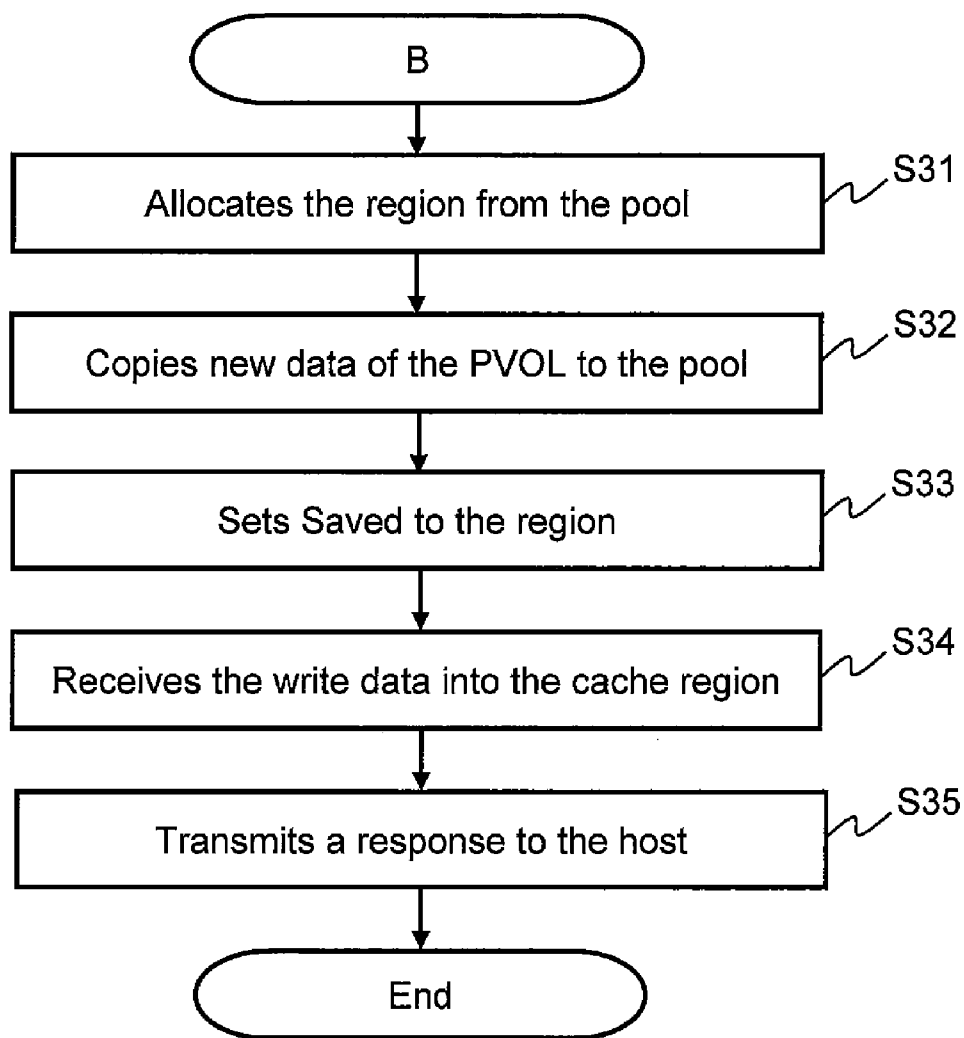 B
Allocates the region from the pool
S31
Copies new data of the PVOL to the pool
S32
Sets Saved to the region
S33
Receives the write data into the cache region
S34
Transmits a response to the host
S35
End